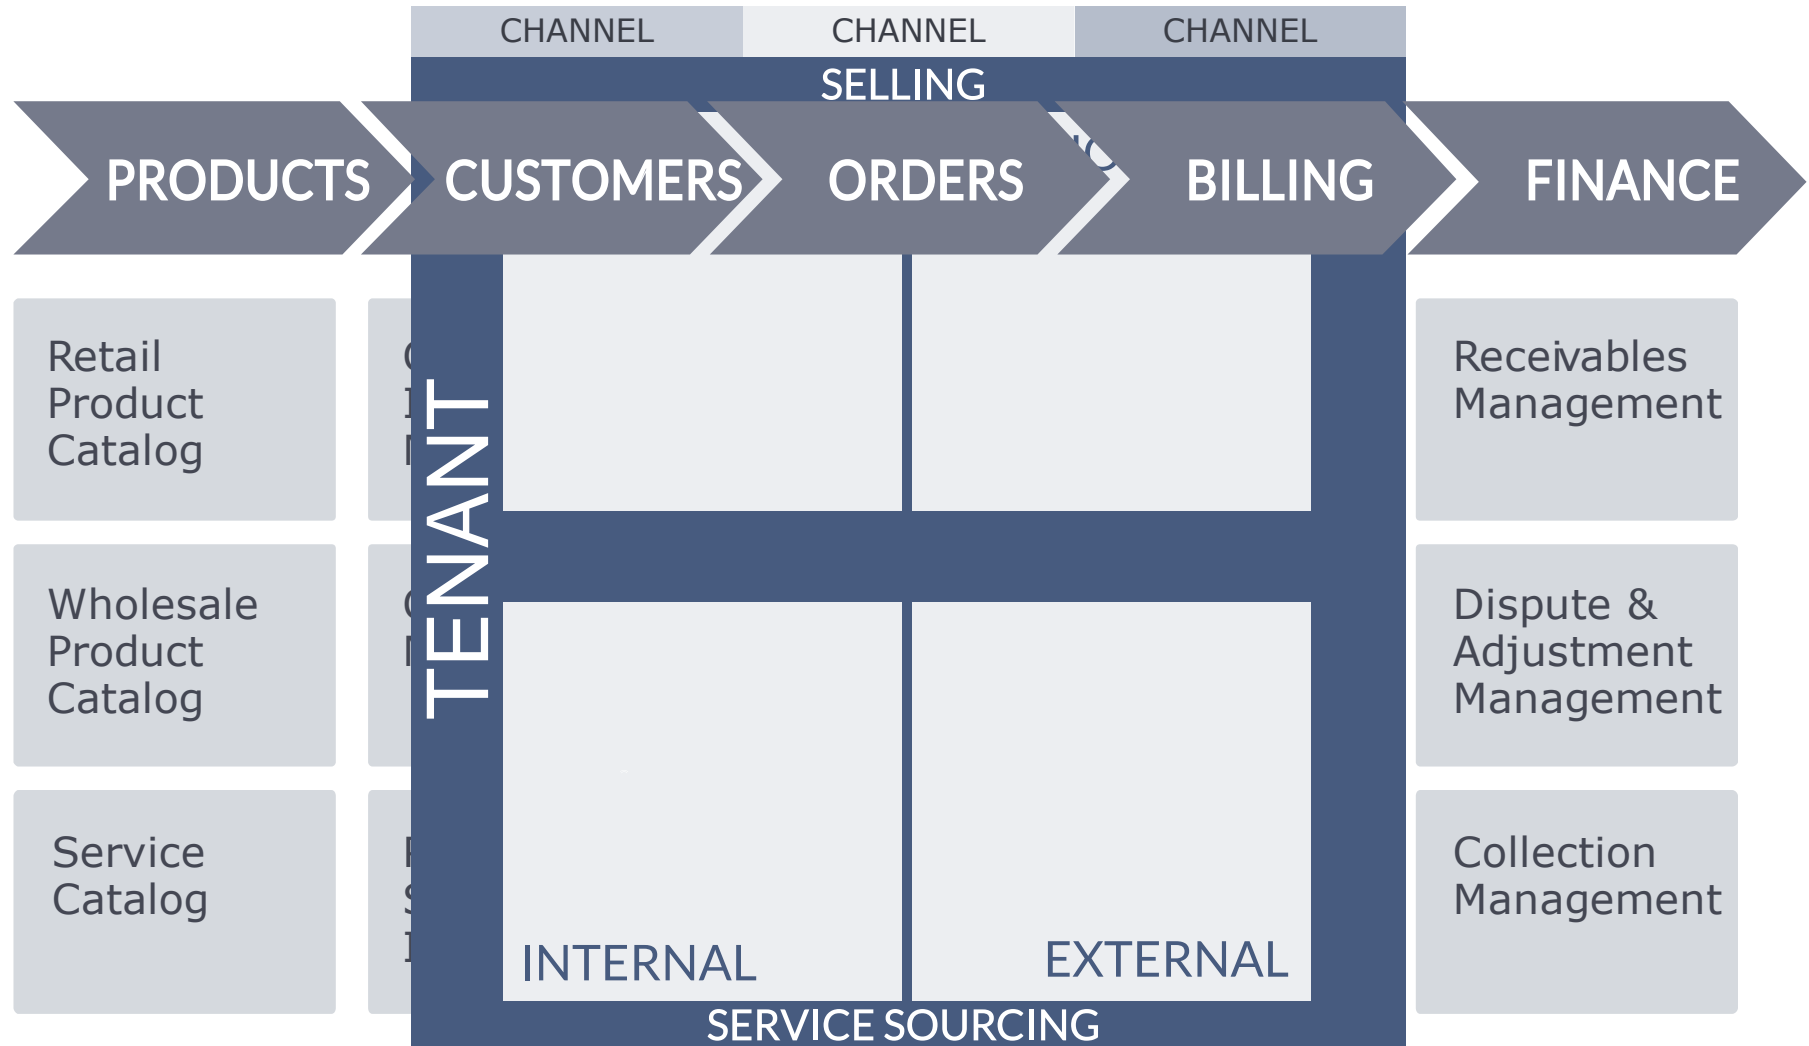 CHANNEL CHANNEL CHANNEL
SELLING
PRODUCTS CUSTOMERS ORDERS BILLING FINANCE
Retail
Product
Catalog
Wholesale
Product
Catalog
Service
Catalog
TENANT
INTERNAL
EXTERNAL
SERVICE SOURCING
Receivables
Management
Dispute &
Adjustment
Management
Collection
Management